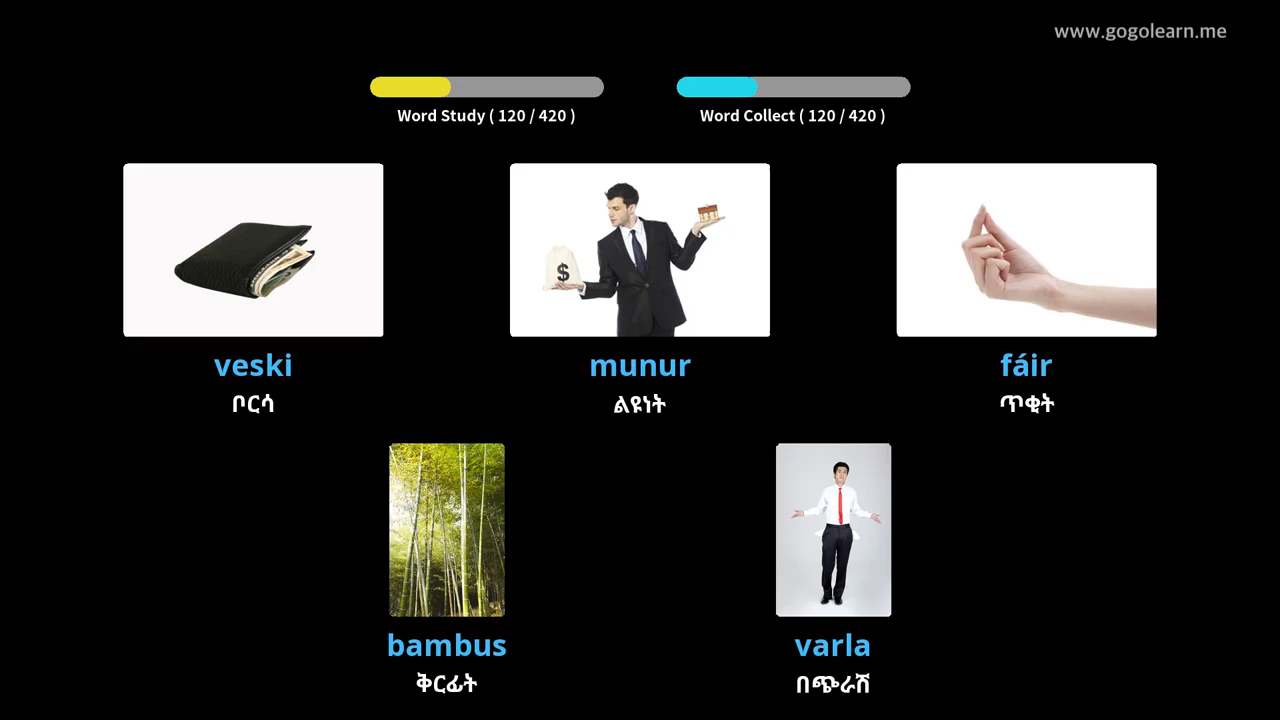 www.gogolearn.me
Word Study ( 120 / 420 )
Word Collect ( 120 / 420 )
veski
ቦርሳ
munur
ልዩነት
fáir
ጥቂት
$
bambus
ቅርፊት
varla
በጭራሽ